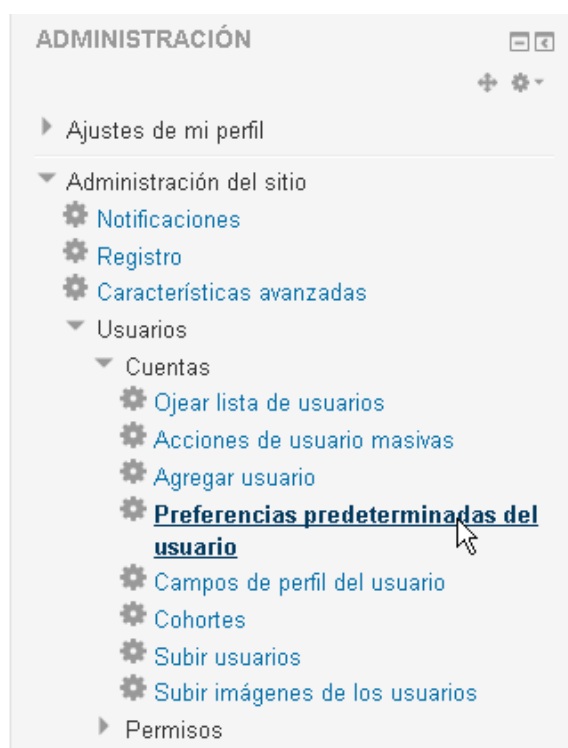 ADMINISTRACIÓN
Ajustes de mi perfil
Administración del sitio
Notificaciones
Registro
Características avanzadas
Usuarios
Cuentas
Ojear lista de usuarios
Acciones de usuario masivas
Agregar usuario
Preferencias predeterminadas del
usuario
Campos de perfil del usuario
Cohortes
Subir usuarios
Subir imágenes de los usuarios
Permisos